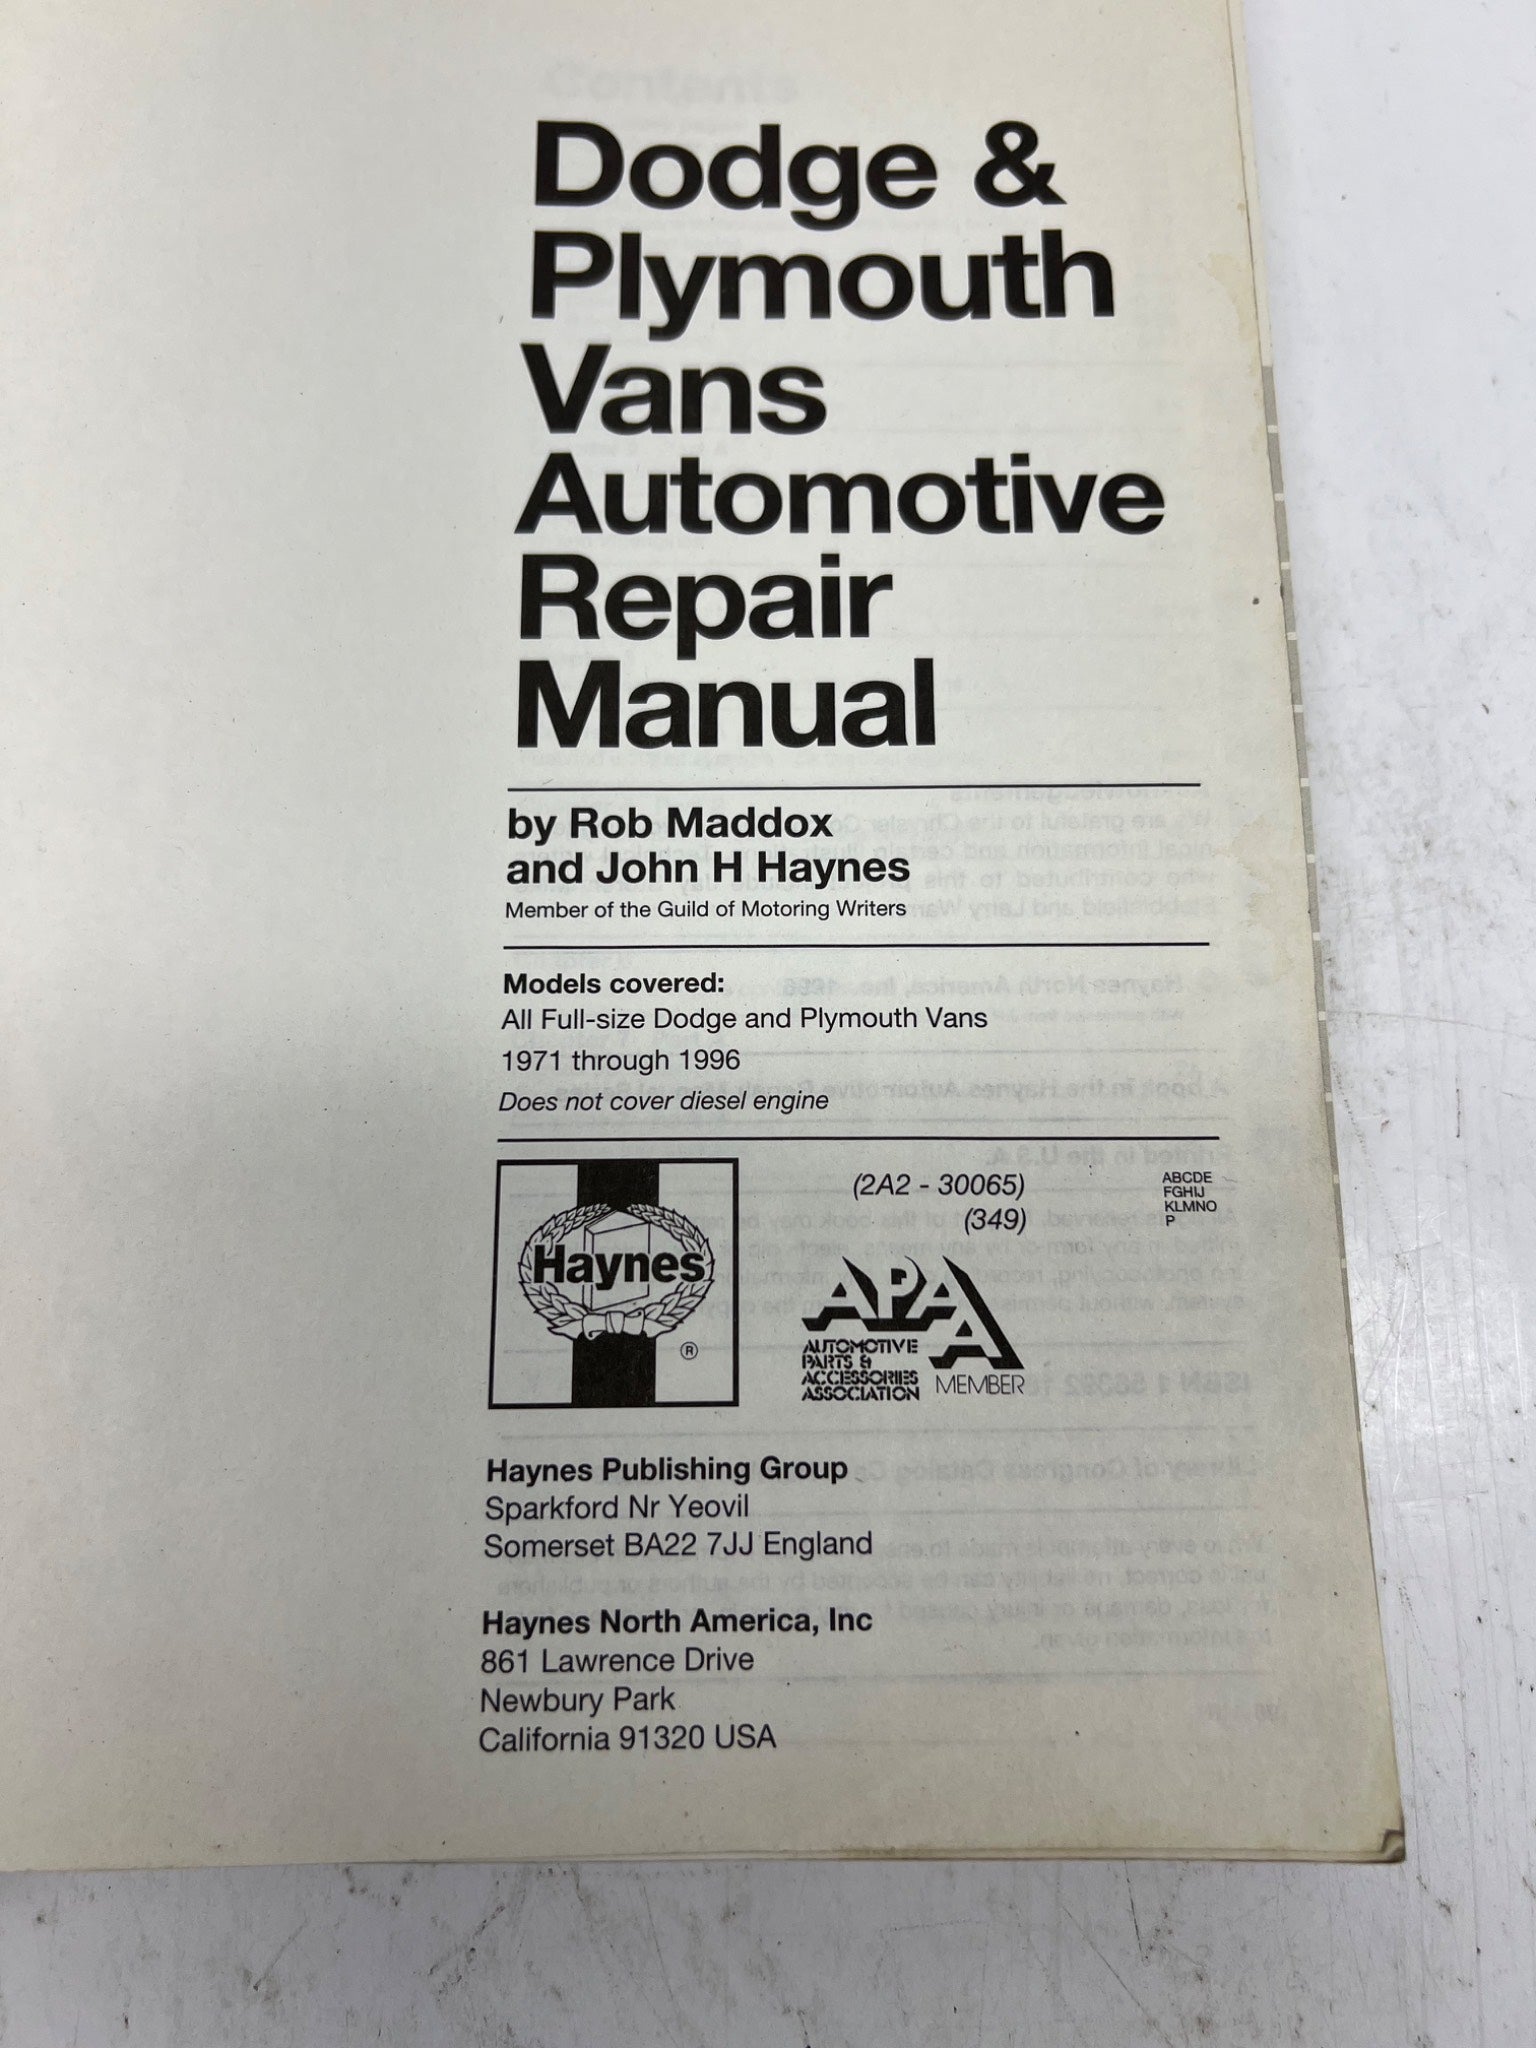 Dodge &
Plymouth
Vans
Automotive
Repair
Manual
by Rob Maddox
and John H Haynes
Member of the Guild of Motoring Writers
Models covered:
All Full-size Dodge and Plymouth Vans
1971 through 1996
Does not cover diesel engine
(2A2 - 30065)
(349)
ABCDE
FGHIJ
KLMNO
P
Haynes
®
APAA
AUTOMOTIVE
PARTS &
ACCESSORIES
ASSOCIATION
MEMBER
Haynes Publishing Group
Sparkford Nr Yeovil
Somerset BA22 7JJ England
Haynes North America, Inc
861 Lawrence Drive
Newbury Park
California 91320 USA